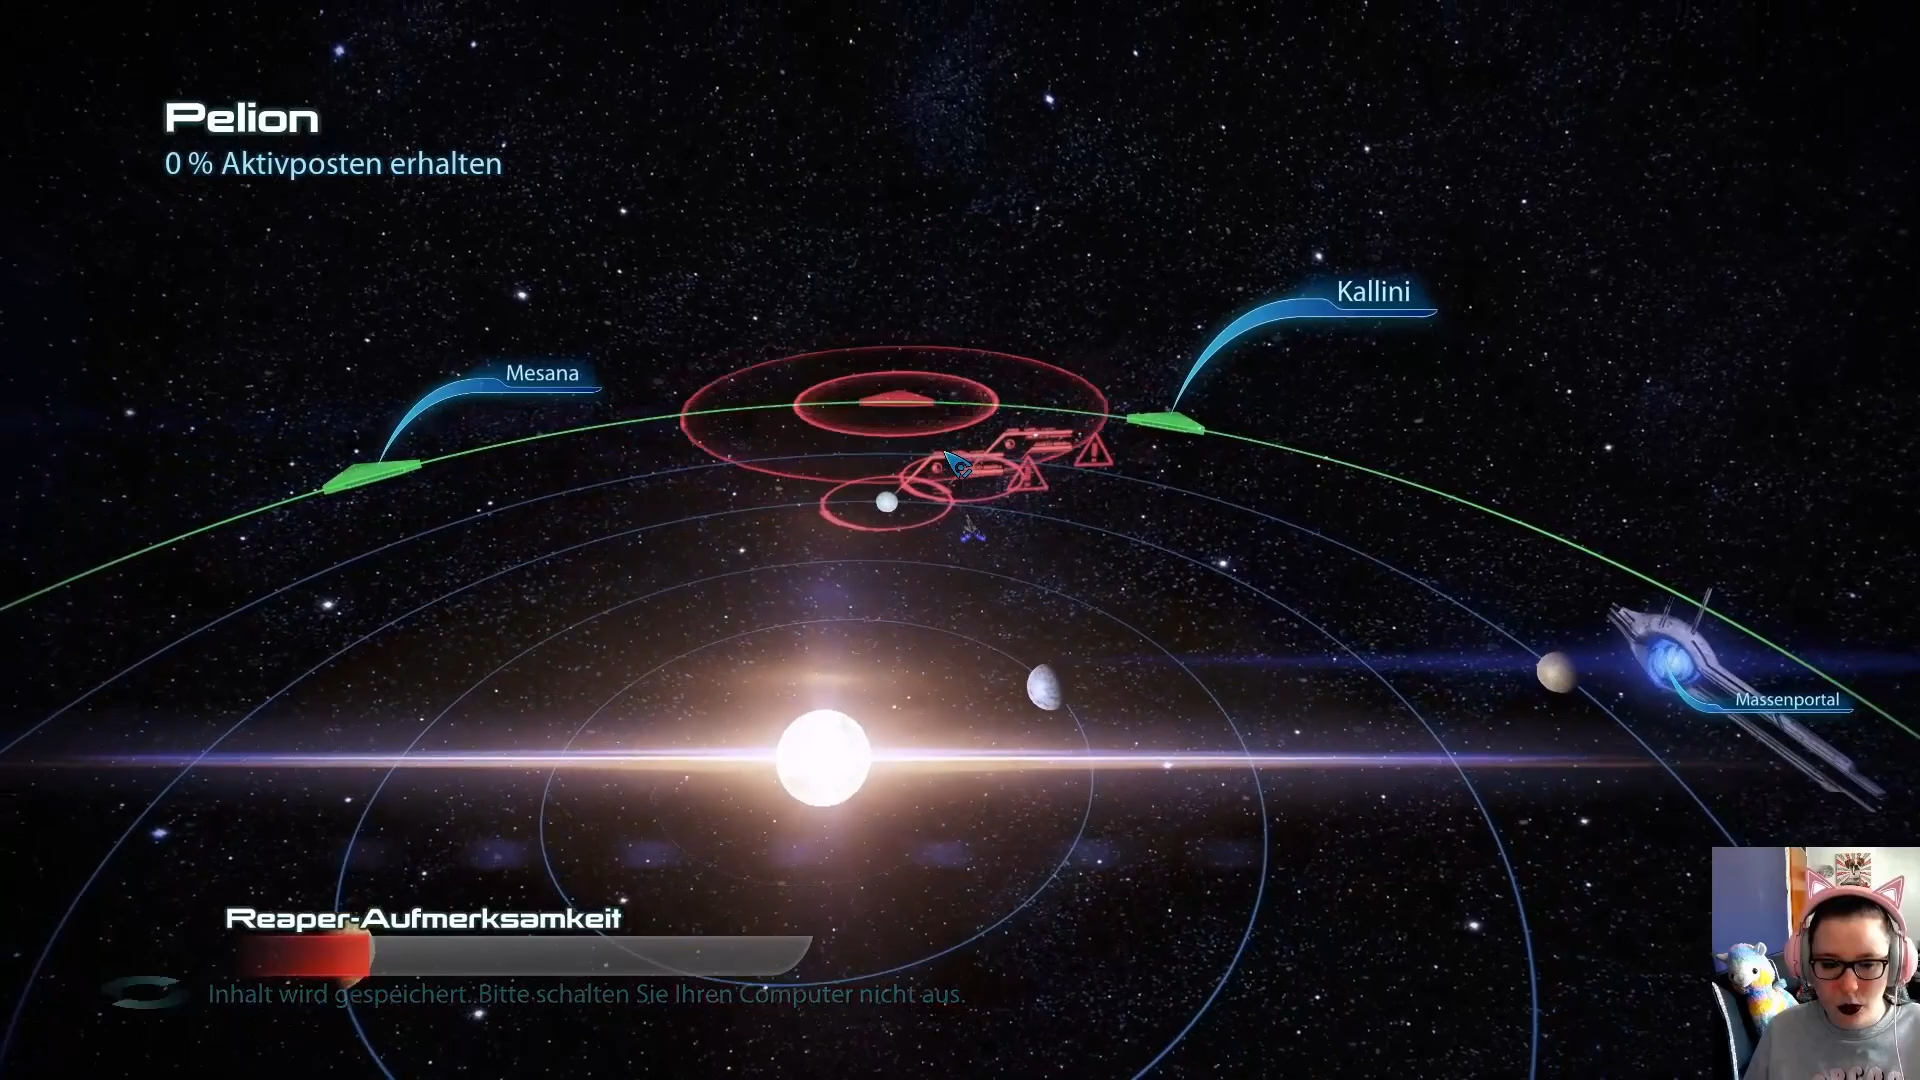 Pelion
0 % Aktivposten erhalten
Kallini
Mesana
Massenportal
Reaper-Aufmerksamkeit
Inhalt wird gespeichert. Bitte schalten Sie Ihren Computer nicht aus.